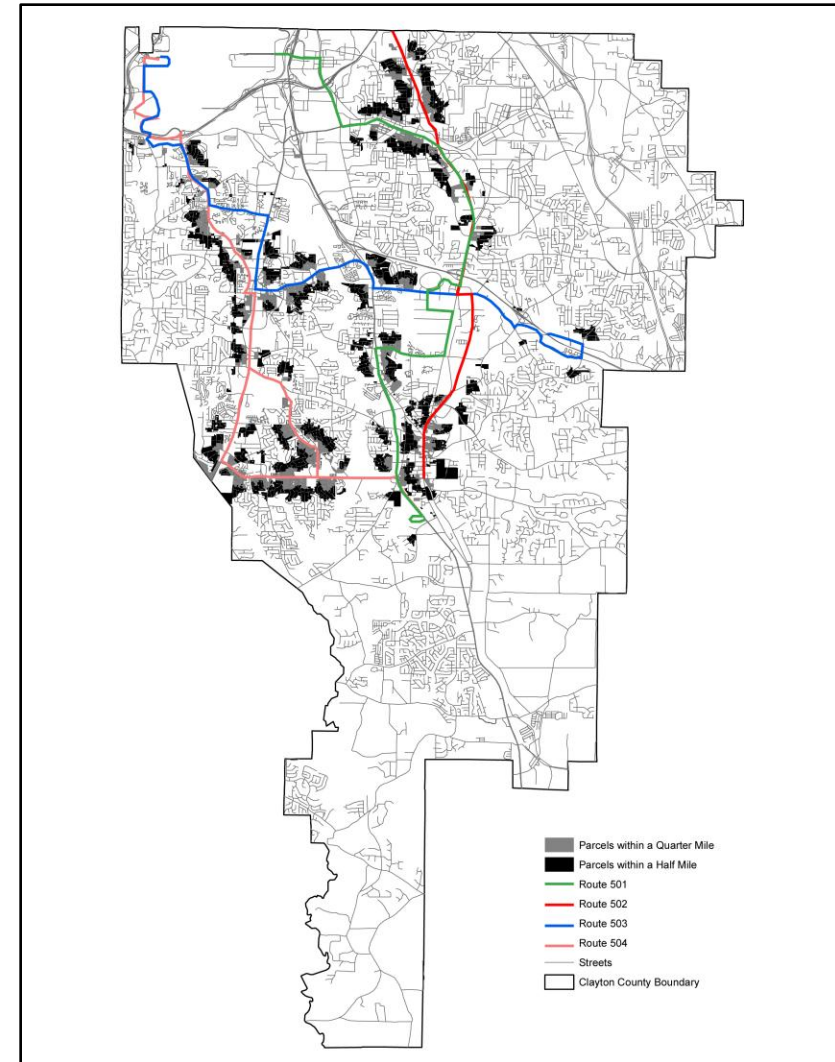 Parcels within a Quarter Mile
Parcels within a Half Mile
Route 501
Route 502
Route 503
Route 504
Streets
Clayton County Boundary